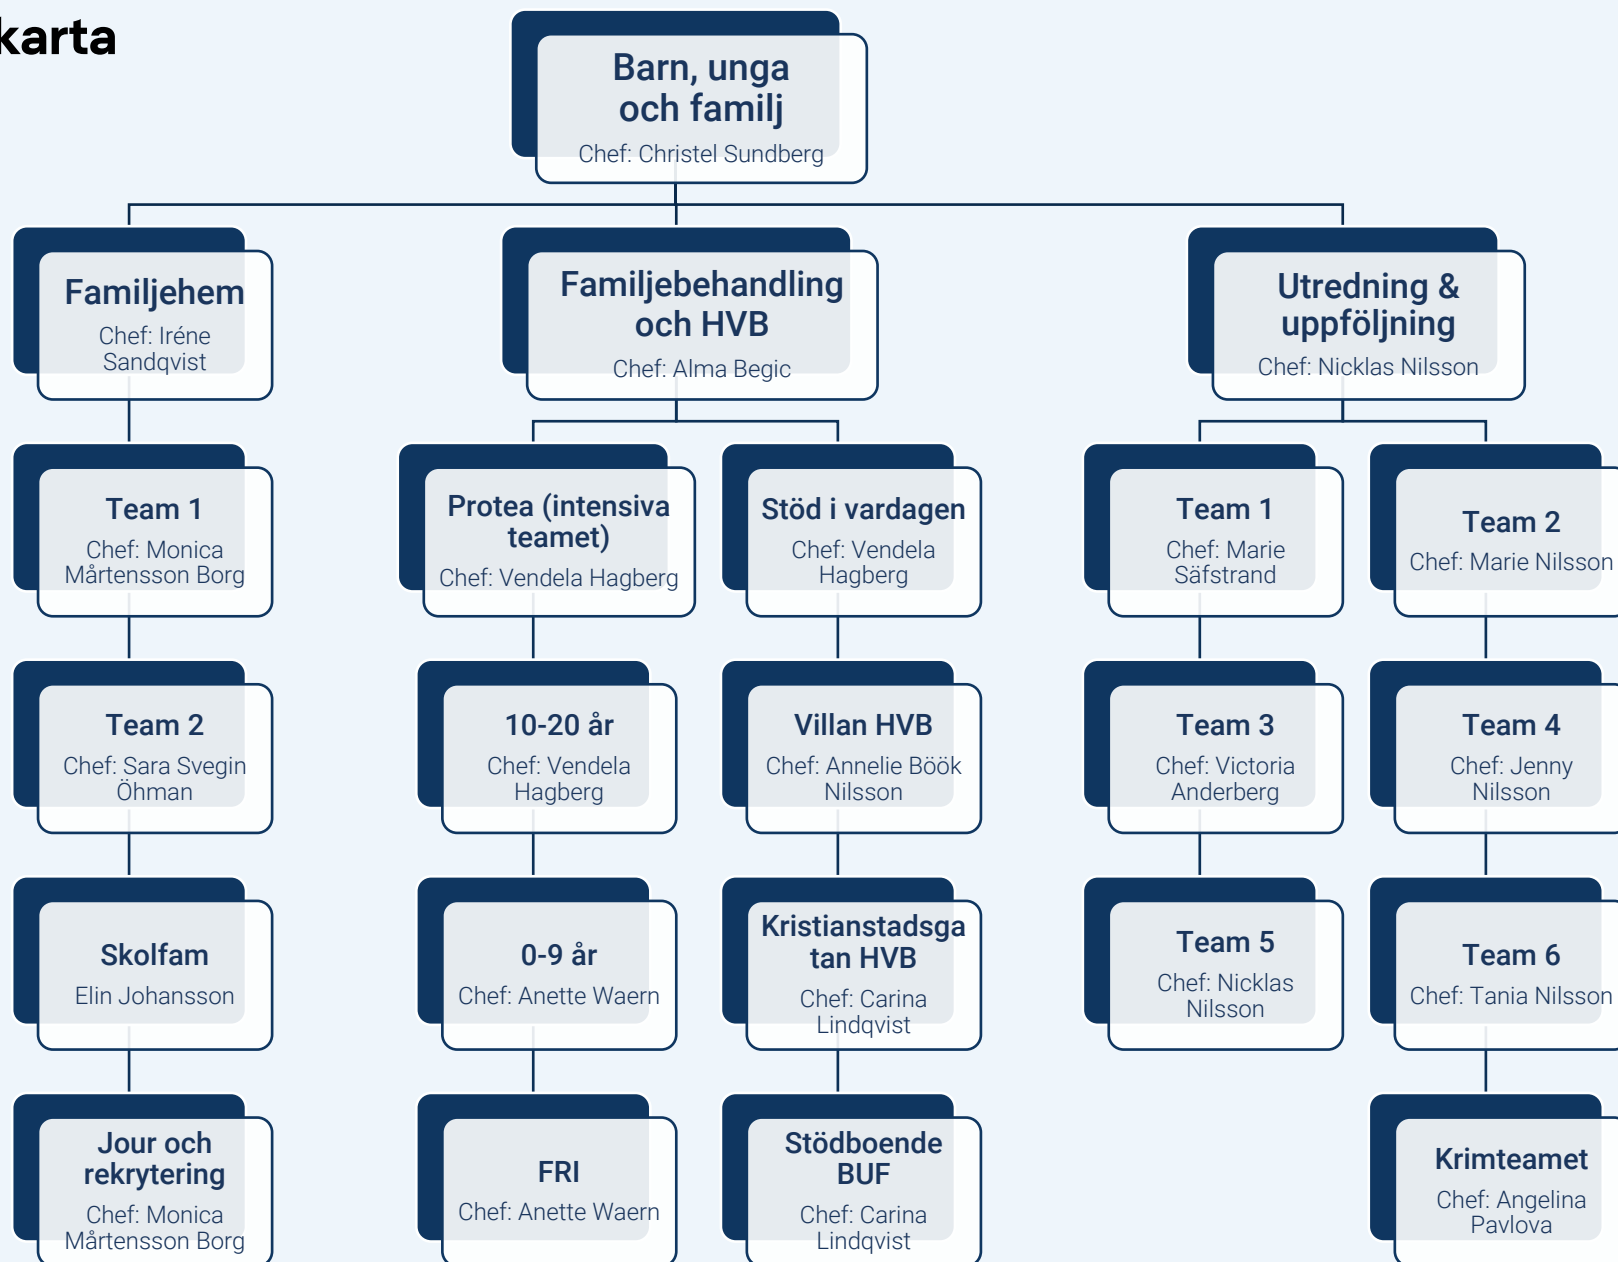 karta
Barn, unga
och familj
Chef: Christel Sundberg
Familjehem
Chef: Iréne
Sandqvist
Familjebehandling
och HVB
Chef: Alma Begic
Utredning &
uppföljning
Chef: Nicklas Nilsson
Team 1
Chef: Monica
Mårtensson Borg
Protea (intensiva
teamet)
Chef: Vendela Hagberg
Stöd i vardagen
Chef: Vendela
Hagberg
Team 1
Chef: Marie
Säfstrand
Team 2
Chef: Marie Nilsson
Team 2
Chef: Sara Svegin
Öhman
10-20 år
Chef: Vendela
Hagberg
Villan HVB
Chef: Annelie Böök
Nilsson
Team 3
Chef: Victoria
Anderberg
Team 4
Chef: Jenny
Nilsson
Skolfam
Elin Johansson
0-9 år
Chef: Anette Waern
Kristianstadsga
tan HVB
Chef: Carina
Lindqvist
Team 5
Chef: Nicklas
Nilsson
Team 6
Chef: Tania Nilsson
Jour och
rekrytering
Chef: Monica
Mårtensson Borg
FRI
Chef: Anette Waern
Stödboende
BUF
Chef: Carina
Lindqvist
Krimteamet
Chef: Angelina
Pavlova